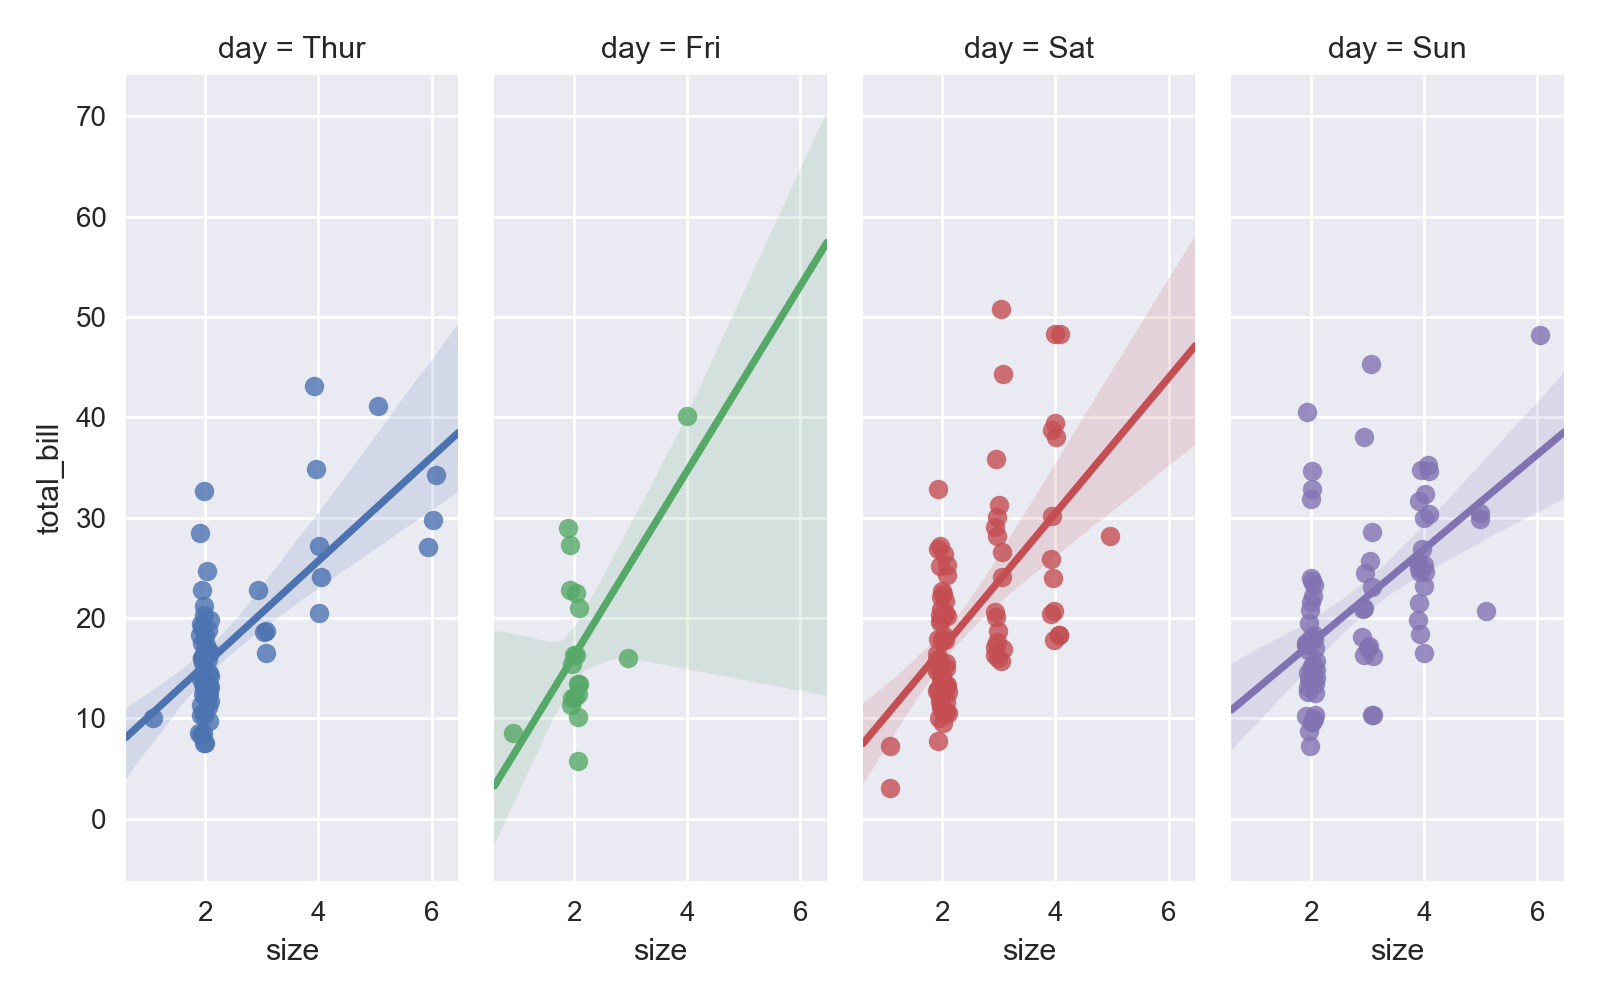 day = Thur
day = Fri
day = Sat
day = Sun
total_bill
70
60
50
40
30
20
10
0
2 4 6
2 4 6
2 4 6
2 4 6
size
size
size
size